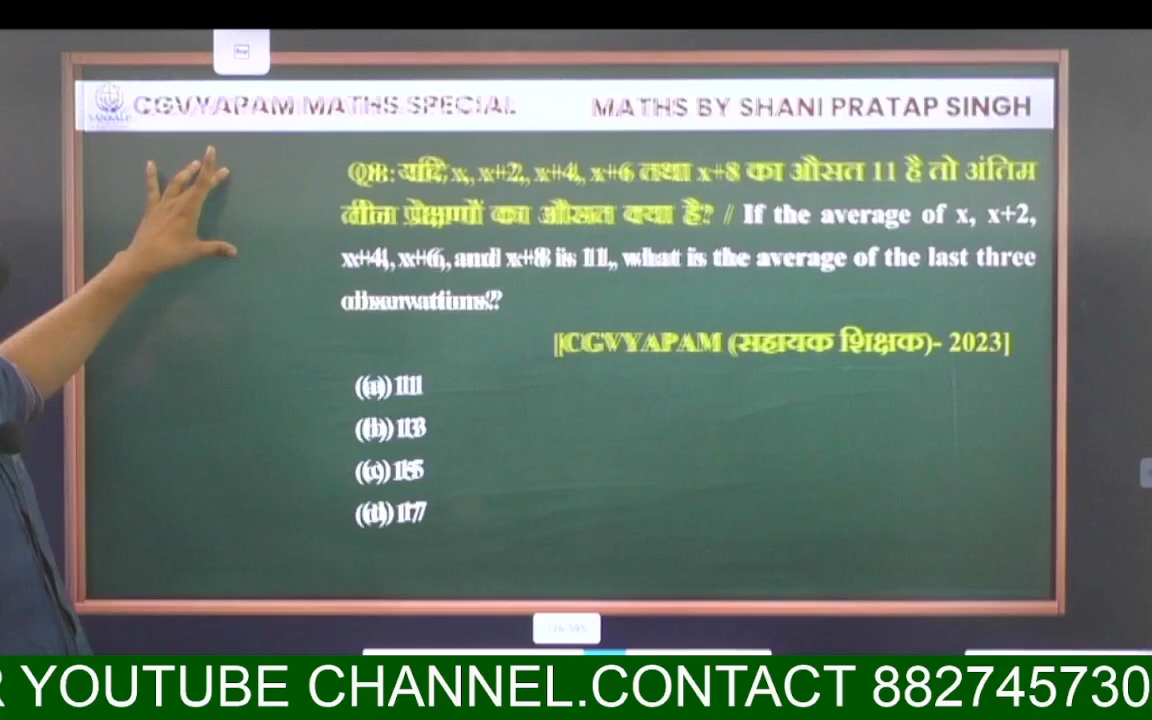 CGVYAPAM MATHS SPECIAL MATHS BY SHANI PRATAP SINGH
SANKALP
Q8: यदि x, x+2, x+4, x+6 तथा x+8 का औसत 11 है तो अंतिम
तीन प्रेक्षणों का औसत क्या है? // If the average of x, x+2,
x+4, x+6, and x+8 is 11, what is the average of the last three
observations?
[CGVYAPAM (सहायक शिक्षक)- 2023]
(a) 11
(b) 13
(c) 15
(d) 17
R YOUTUBE CHANNEL.CONTACT 882745730